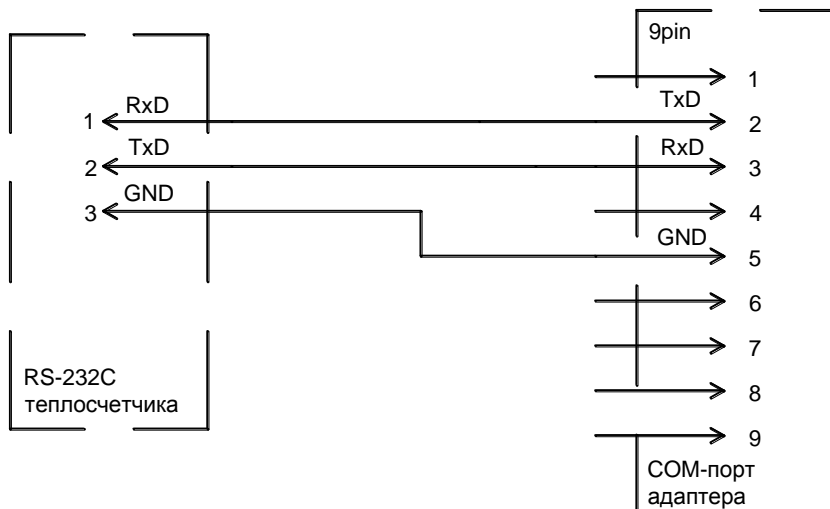 9pin
1
RxD
TxD
1
2
TxD
RxD
2
3
GND
3
4
GND
5
6
7
RS-232C
теплосчетчика
8
9
COM-порт
адаптера